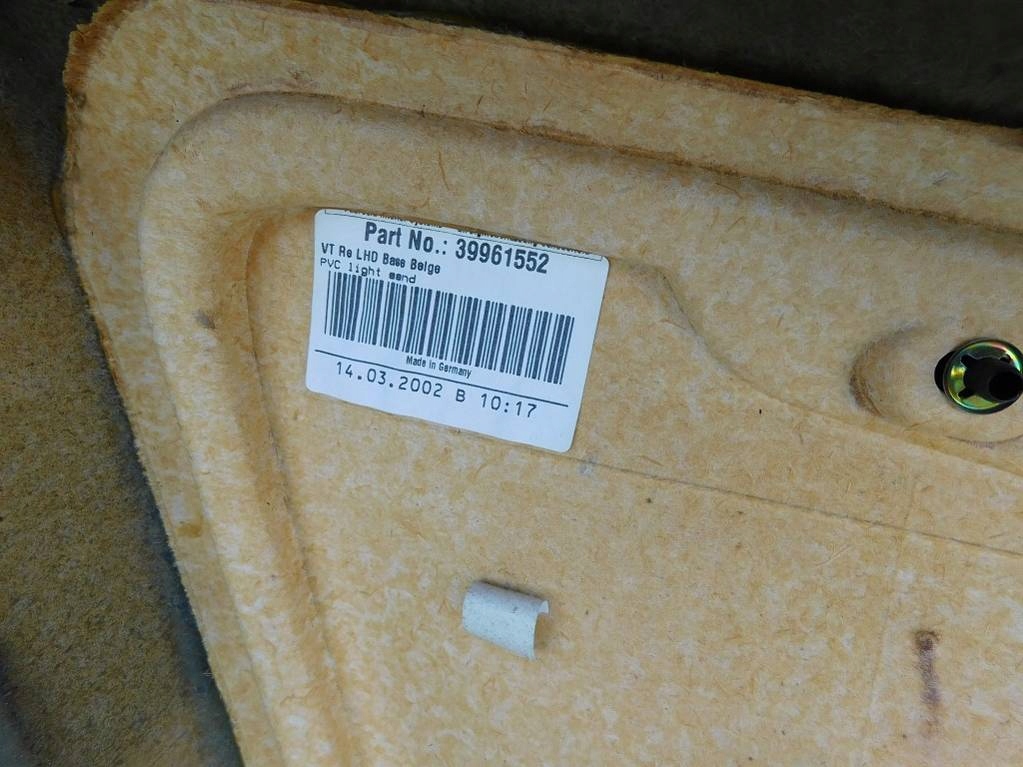 Part No.: 39961552
VT Re LHD Base Beige
PVC light sand
Made in Germany
14.03.2002 B 10:17